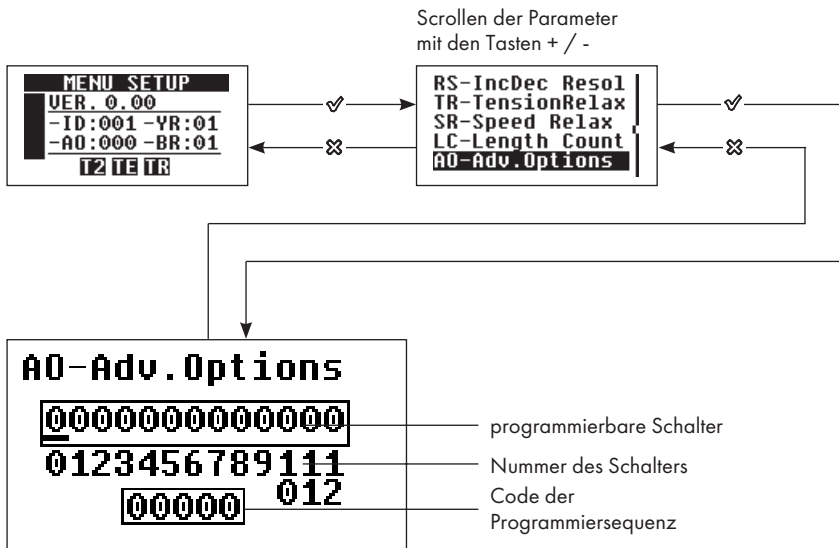 Scrollen der Parameter
mit den Tasten + / -
MENU SETUP
VER. 0.00
-ID:001 -YR:01
-AO:000 -BR:01
T2 TE TR
RS-IncDec Resol
TR-TensionRelax
SR-Speed Relax
LC-Length Count
AO-Adv.Options
AO-Adv.Options
0000000000000
programmierbare Schalter
0123456789111
Nummer des Schalters
012
00000
Code der
Programmiersequenz